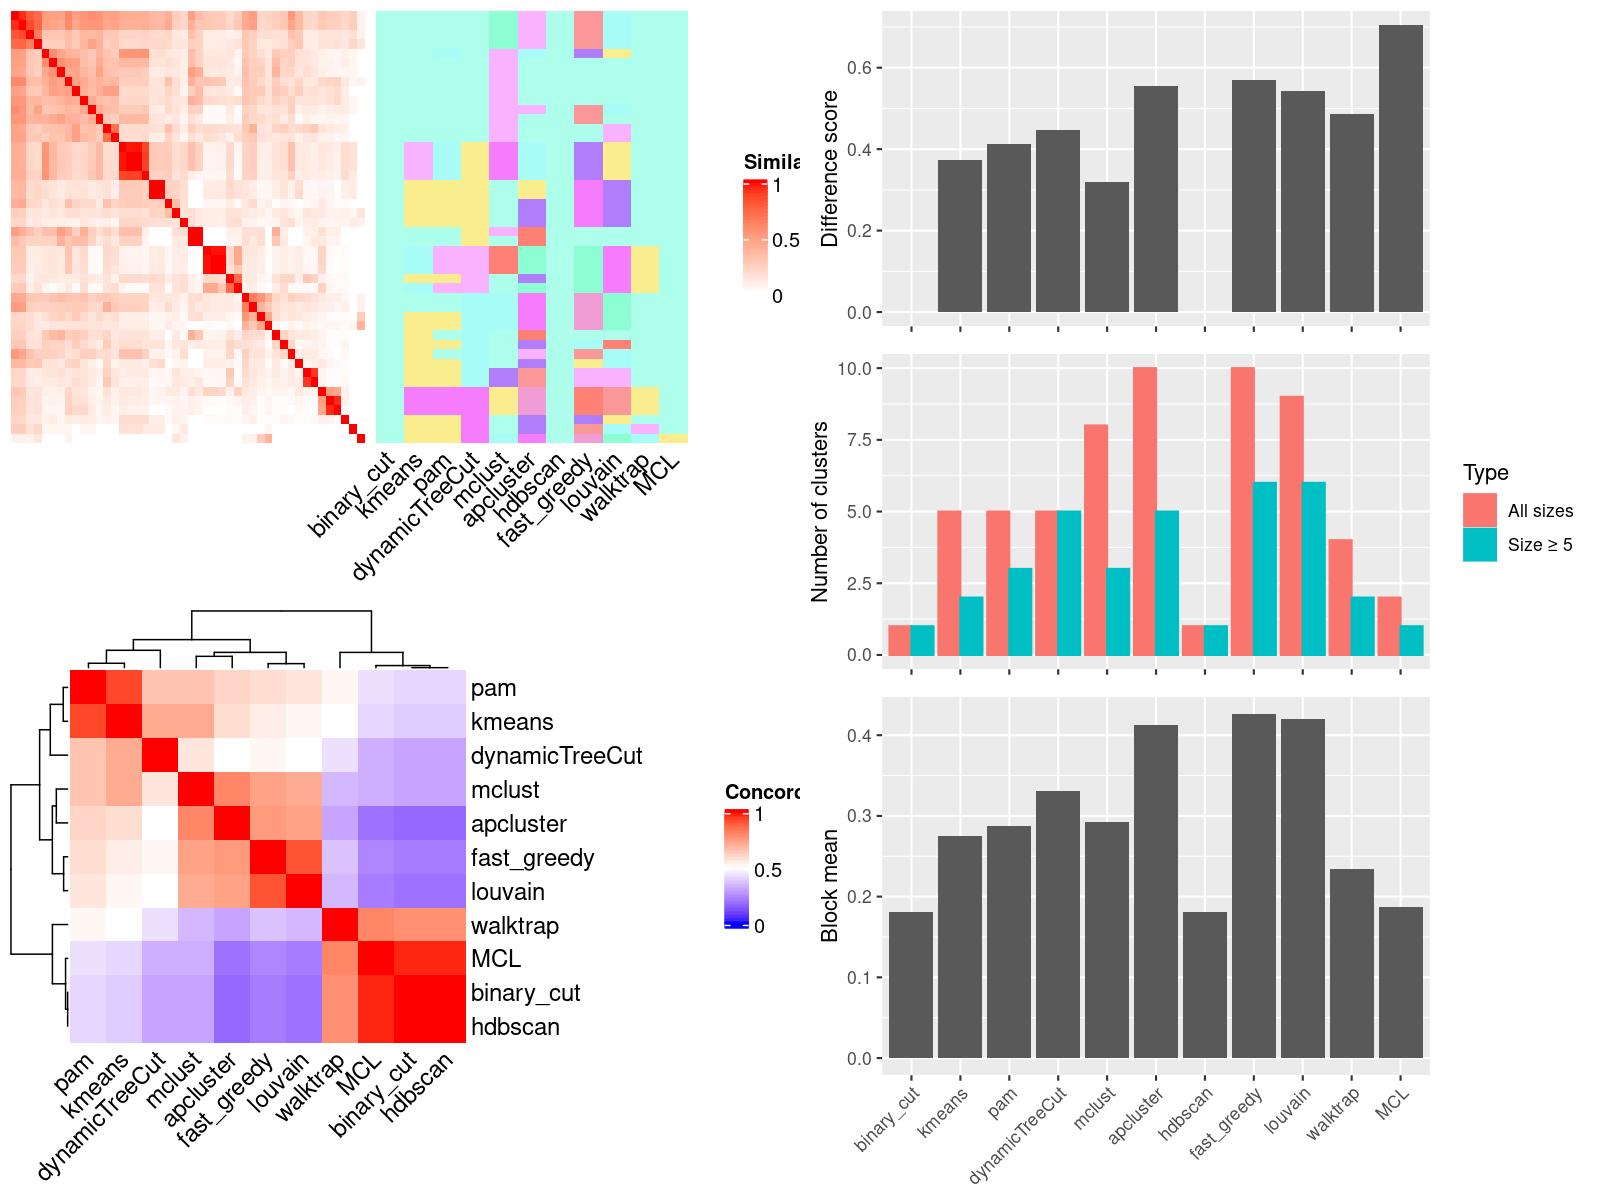 Simila
1
0.5
0
binary_cut
kmeans
pam
dynamicTreeCut
mclust
apcluster
hdbscan
fast_greedy
louvain
walktrap
MCL
Difference score
0.6
0.4
0.2
0.0
Number of clusters
10.0
7.5
5.0
2.5
0.0
Type
All sizes
Size ≥ 5
pam
kmeans
dynamicTreeCut
mclust
apcluster
fast_greedy
louvain
walktrap
MCL
binary_cut
hdbscan
pam
kmeans
dynamicTreeCut
mclust
apcluster
fast_greedy
louvain
walktrap
MCL
binary_cut
hdbscan
Concord
1
0.5
0
Block mean
0.4
0.3
0.2
0.1
0.0
binary_cut
kmeans
pam
dynamicTreeCut
mclust
apcluster
hdbscan
fast_greedy
louvain
walktrap
MCL